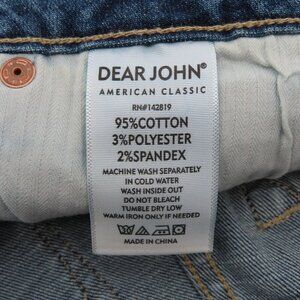 DEAR JOHN®
AMERICAN CLASSIC
RN#142819
95%COTTON
3%POLYESTER
2%SPANDEX
MACHINE WASH SEPARATELY
IN COLD WATER
WASH INSIDE OUT
DO NOT BLEACH
TUMBLE DRY LOW
WARM IRON ONLY IF NEEDED
MADE IN CHINA